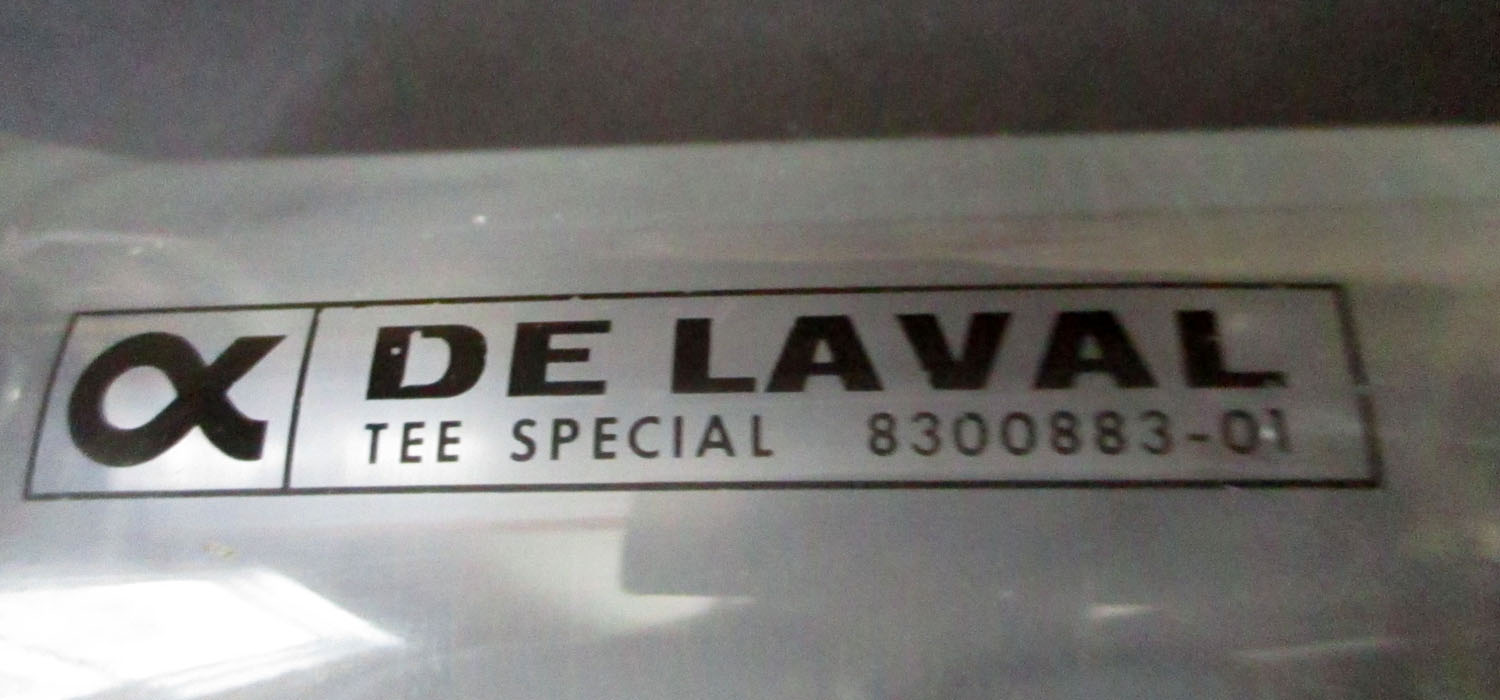 α DE LAVAL
TEE SPECIAL 8300883-01